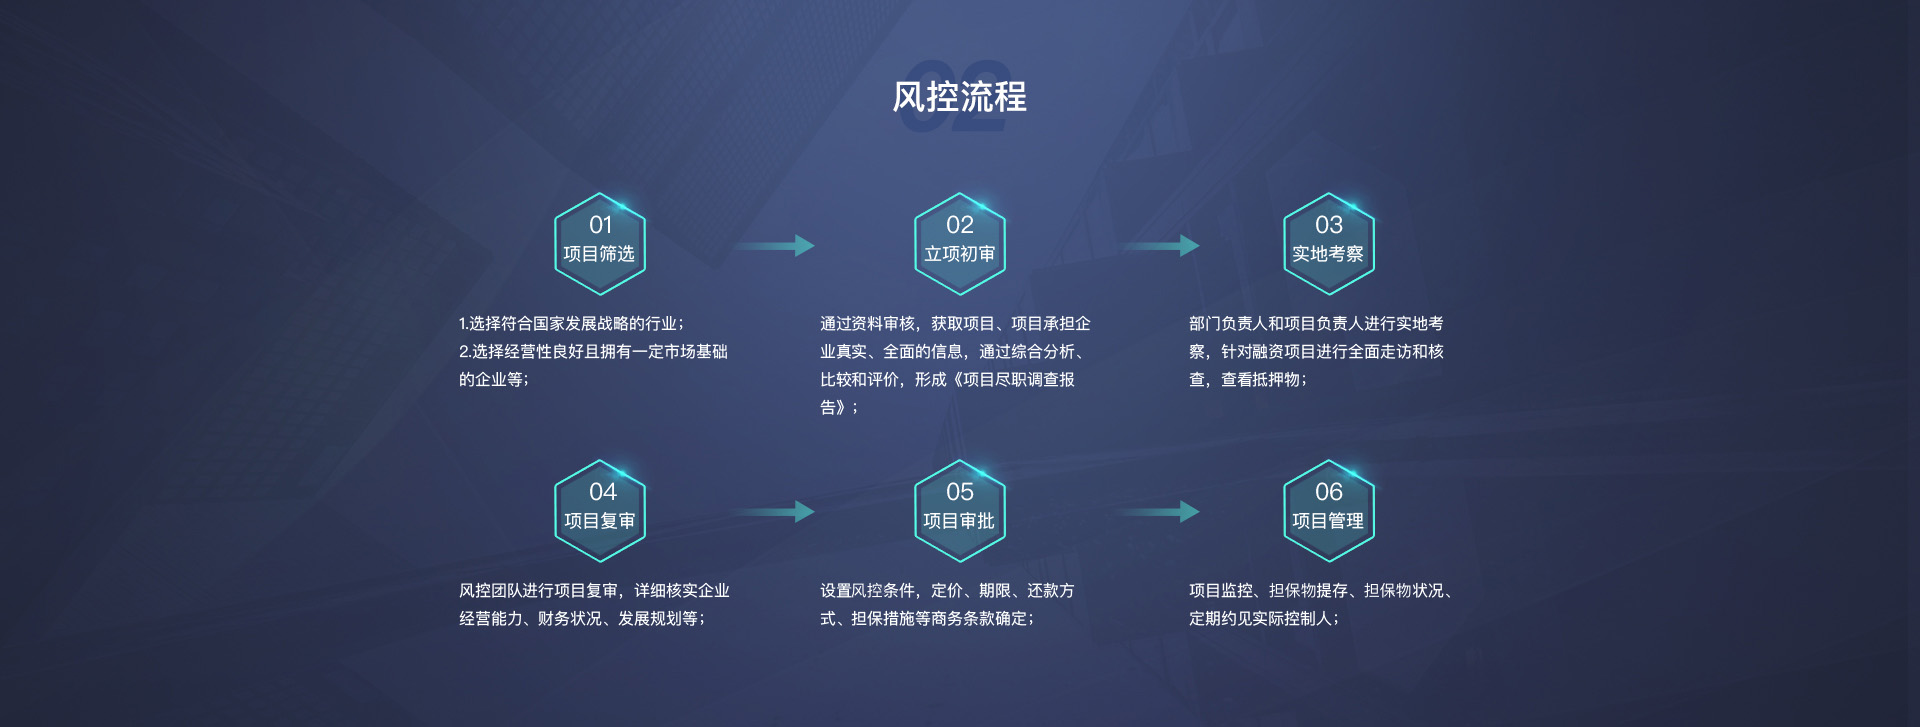 02
风控流程
01
项目筛选
02
立项初审
03
实地考察
1.选择符合国家发展战略的行业；
2.选择经营性良好且拥有一定市场基础
的企业等；
通过资料审核，获取项目、项目承担企
业真实、全面的信息，通过综合分析、
比较和评价，形成《项目尽职调查报
告》；
部门负责人和项目负责人进行实地考
察，针对融资项目进行全面走访和核
查，查看抵押物；
04
项目复审
05
项目审批
06
项目管理
风控团队进行项目复审，详细核实企业
经营能力、财务状况、发展规划等；
设置风控条件，定价、期限、还款方
式、担保措施等商务条款确定；
项目监控、担保物提存、担保物状况、
定期约见实际控制人；